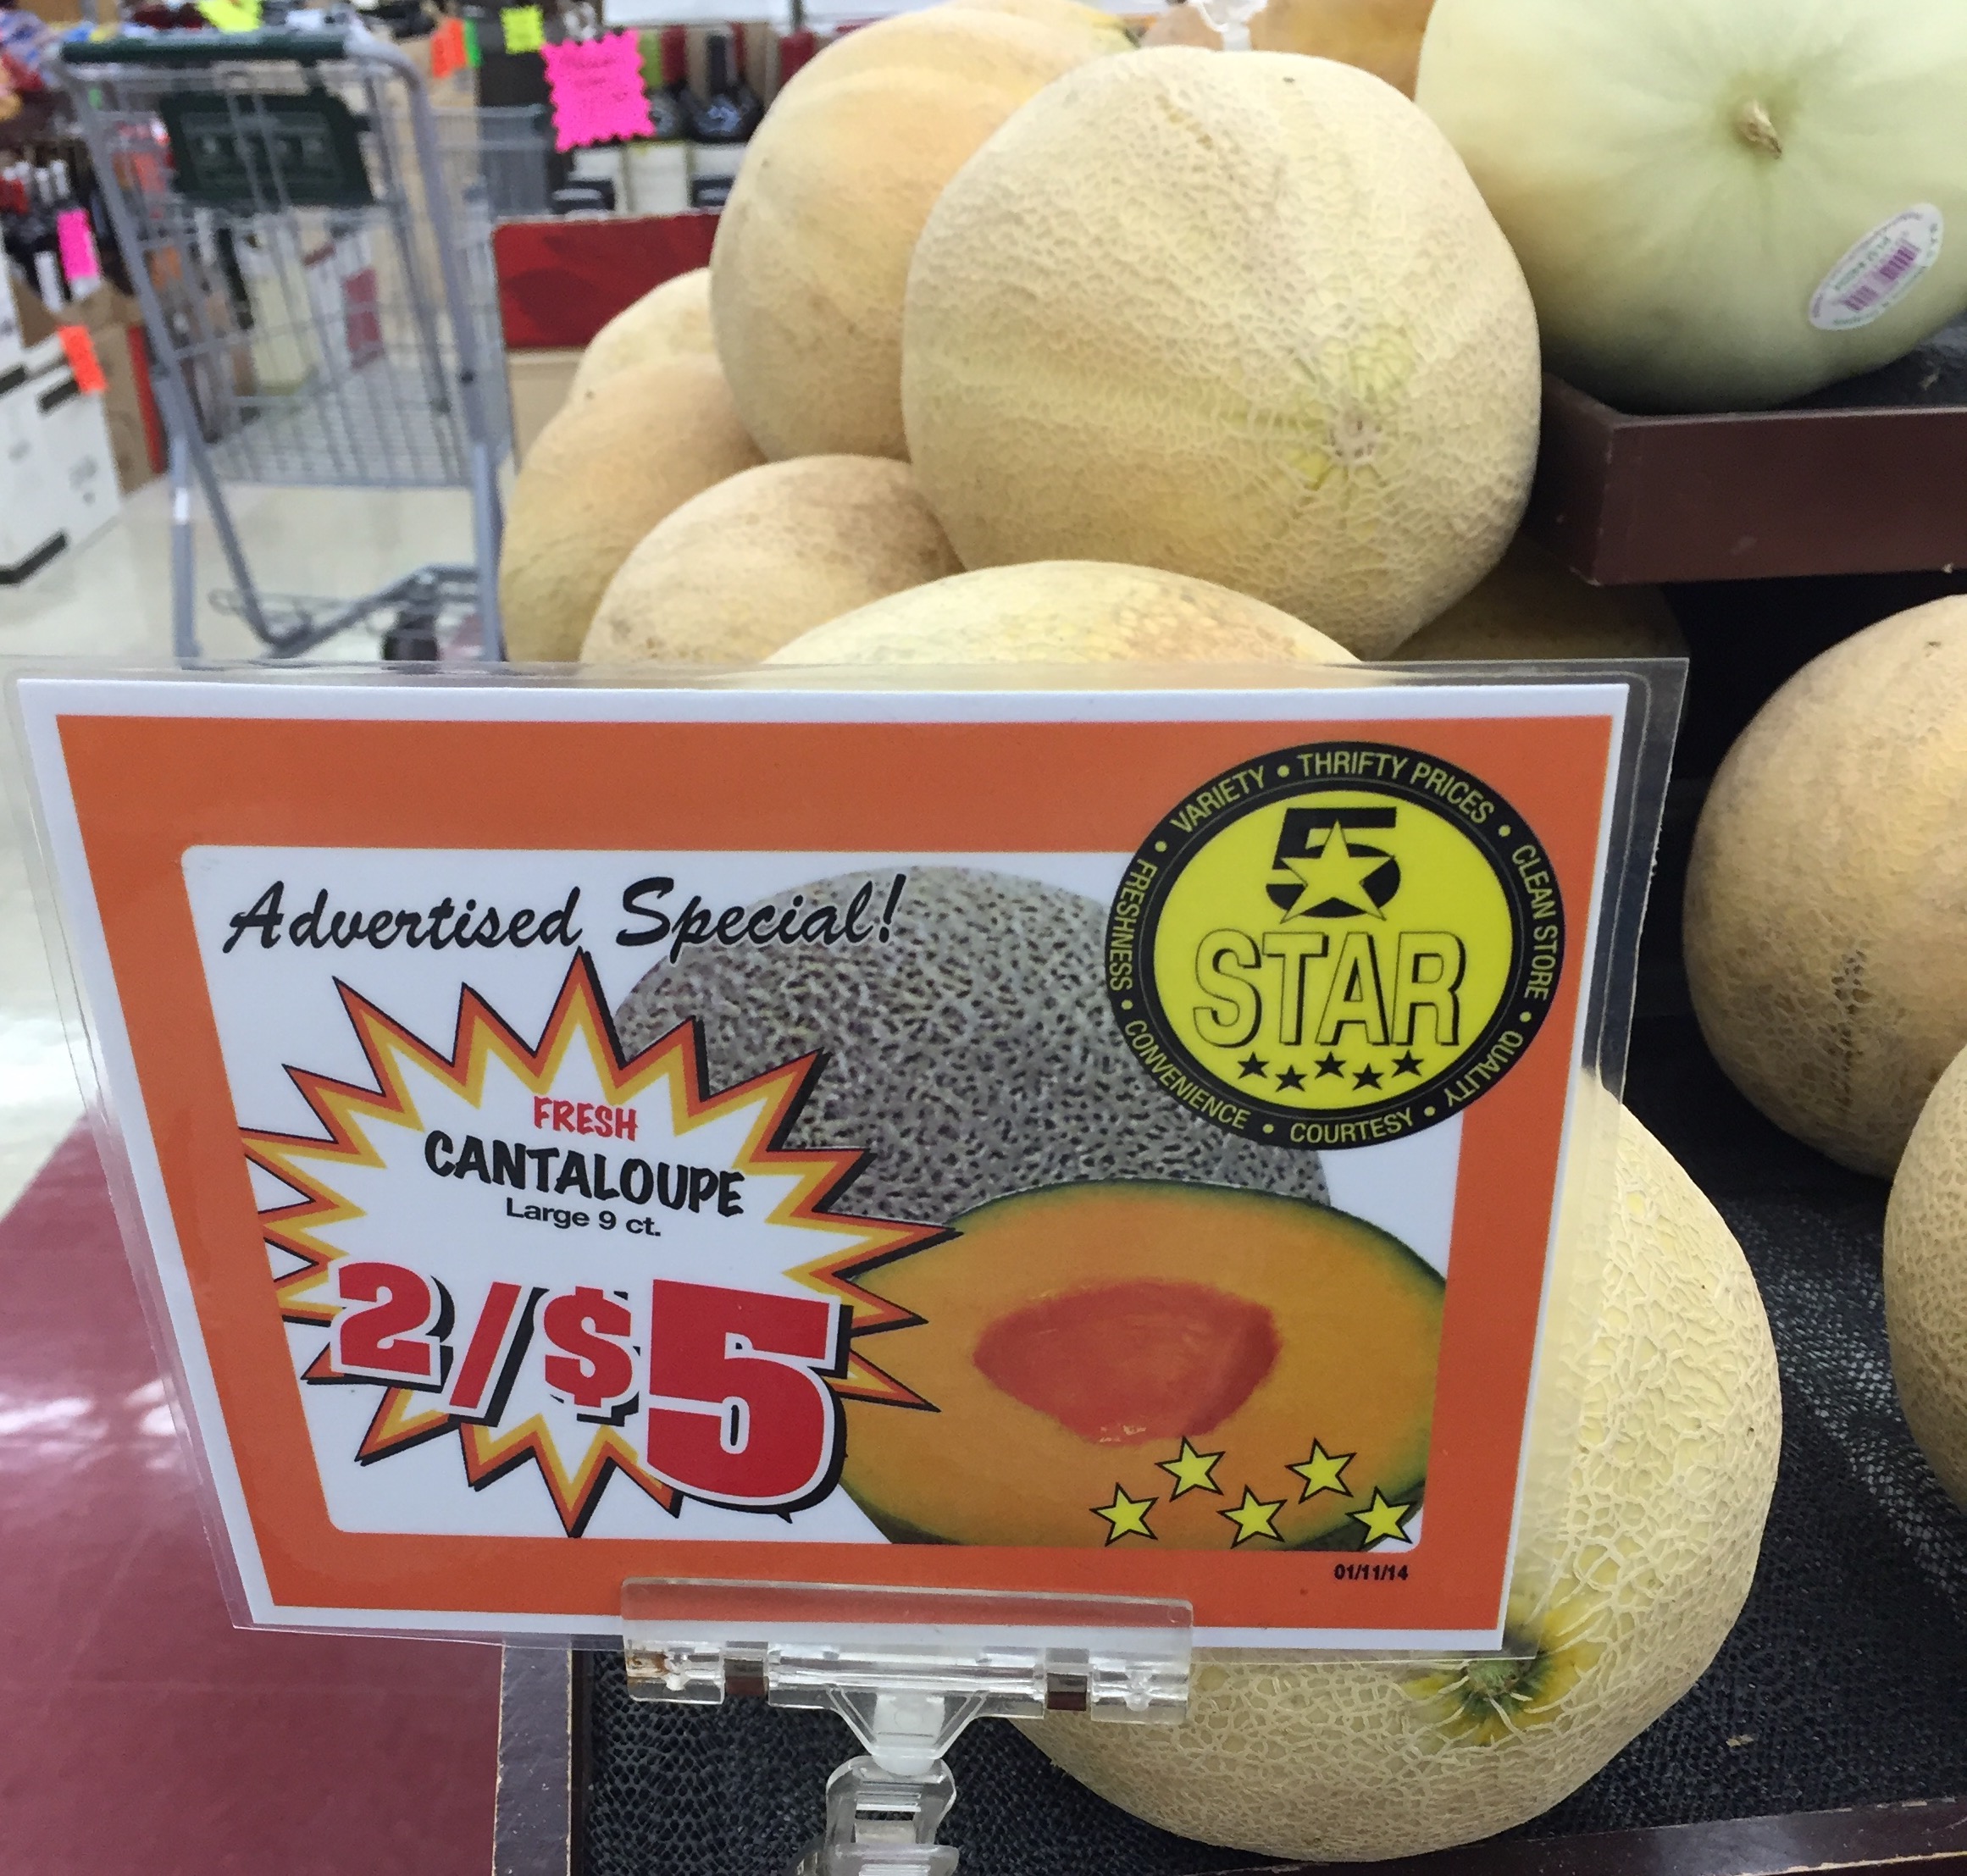 Advertised Special!
FRESH
CANTALOUPE
Large 9 ct.
2/$5
FRESHNESS • VARIETY • THRIFTY PRICES • CLEAN STORE • QUALITY • COURTESY • CONVENIENCE •
5
STAR
01/11/14